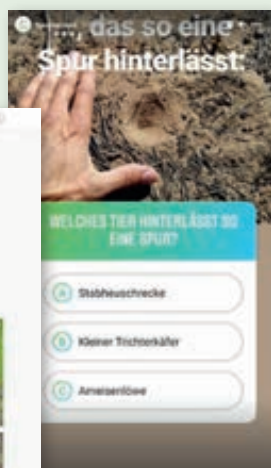 ..., das so eine
Spur hinterlässt:
WELCHES TIER HINTERLÄSST SO
EINE SPUR?
A Stabheuschrecke
B Kleiner Trichterkäfer
C Ameisenlöwe